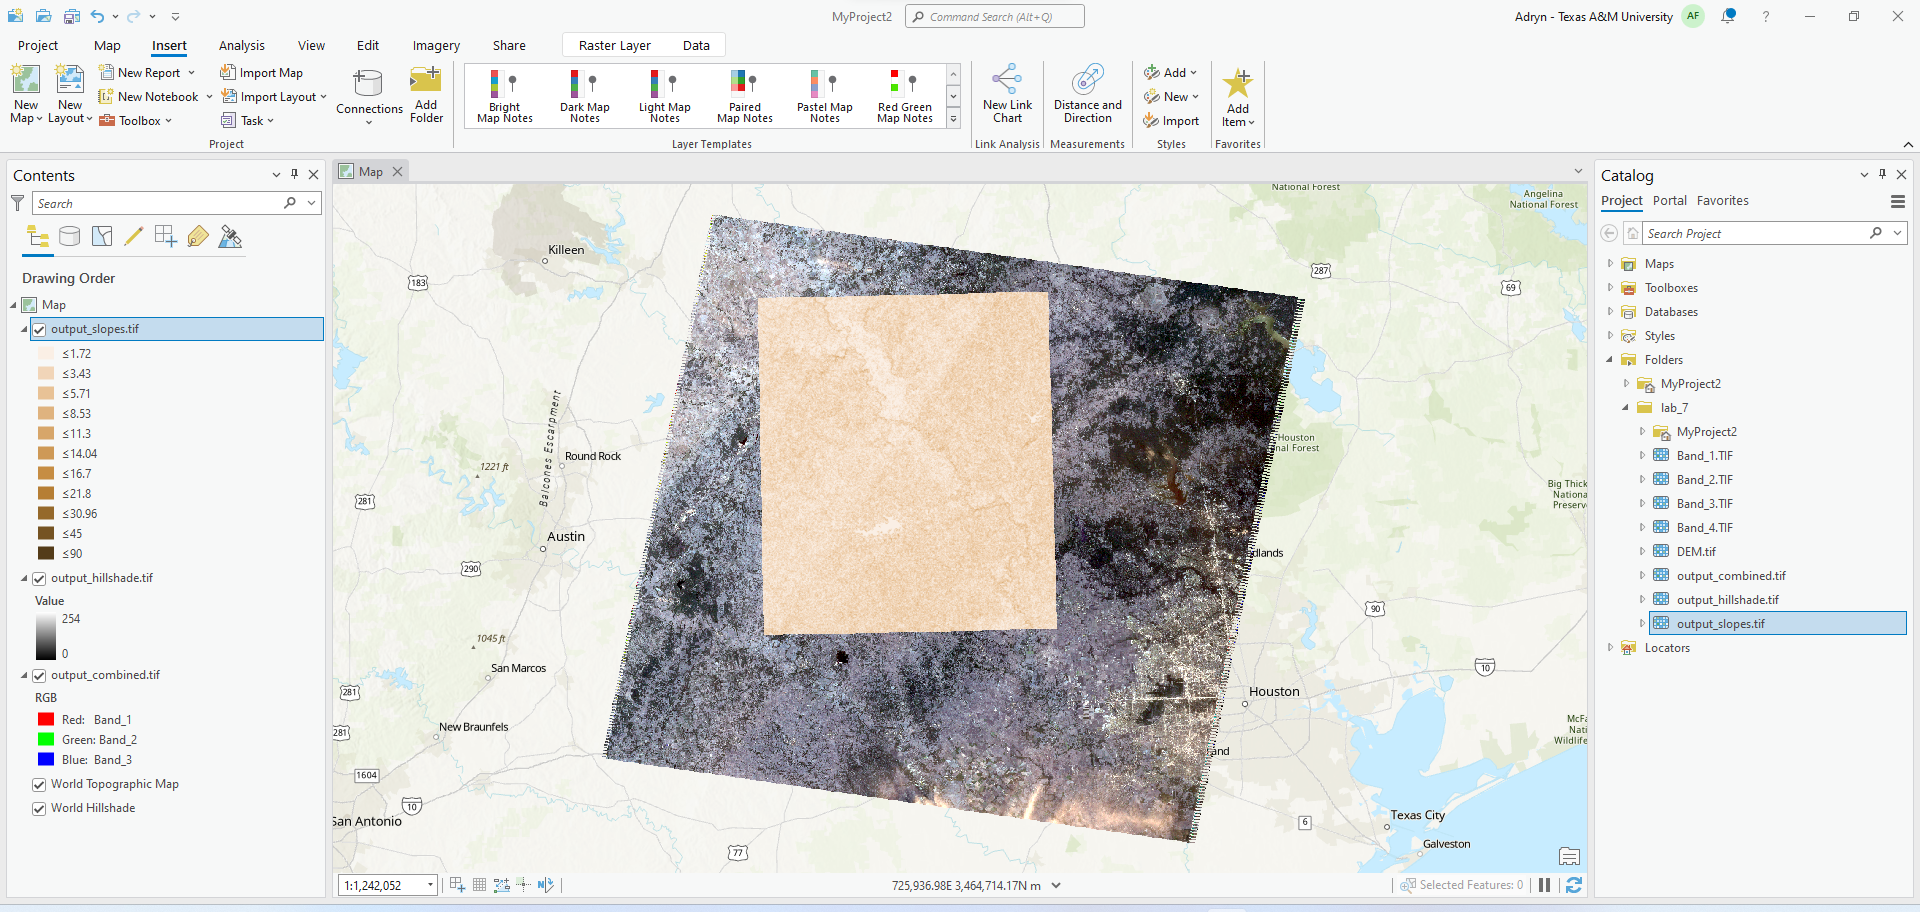 MyProject2
Command Search (Alt+Q)
Adryn - Texas A&M University
AF
?
Project
Map
Insert
Analysis
View
Edit
Imagery
Share
Raster Layer
Data
New Map
New Layout
New Report
New Notebook
Toolbox
Import Map
Import Layout
Task
Connections
Add Folder
Project
Bright Map Notes
Dark Map Notes
Light Map Notes
Paired Map Notes
Pastel Map Notes
Red Green Map Notes
Layer Templates
New Link Chart
Link Analysis
Distance and Direction
Measurements
Add
New
Import
Styles
Add Item
Favorites
Contents
Search
Drawing Order
Map
output_slopes.tif
≤1.72
≤3.43
≤5.71
≤8.53
≤11.3
≤14.04
≤16.7
≤21.8
≤30.96
≤45
≤90
output_hillshade.tif
Value
254
0
output_combined.tif
RGB
Red: Band_1
Green: Band_2
Blue: Band_3
World Topographic Map
World Hillshade
Map
National Forest
Angelina
National Forest
Killeen
183
287
69
Balcones Escarpment
Round Rock
1221 ft
281
Houston
nal Forest
Big Thick
Nationa
Preserve
Austin
290
dlands
90
1045 ft
San Marcos
10
281
Houston
New Braunfels
281
McFa
Nati
Wildlife
and
1604
10
San Antonio
6
Texas City
77
Galveston
1:1,242,052
725,936.98E 3,464,714.17N m
Selected Features: 0
Catalog
Project
Portal
Favorites
Search Project
Maps
Toolboxes
Databases
Styles
Folders
MyProject2
lab_7
MyProject2
Band_1.TIF
Band_2.TIF
Band_3.TIF
Band_4.TIF
DEM.tif
output_combined.tif
output_hillshade.tif
output_slopes.tif
Locators